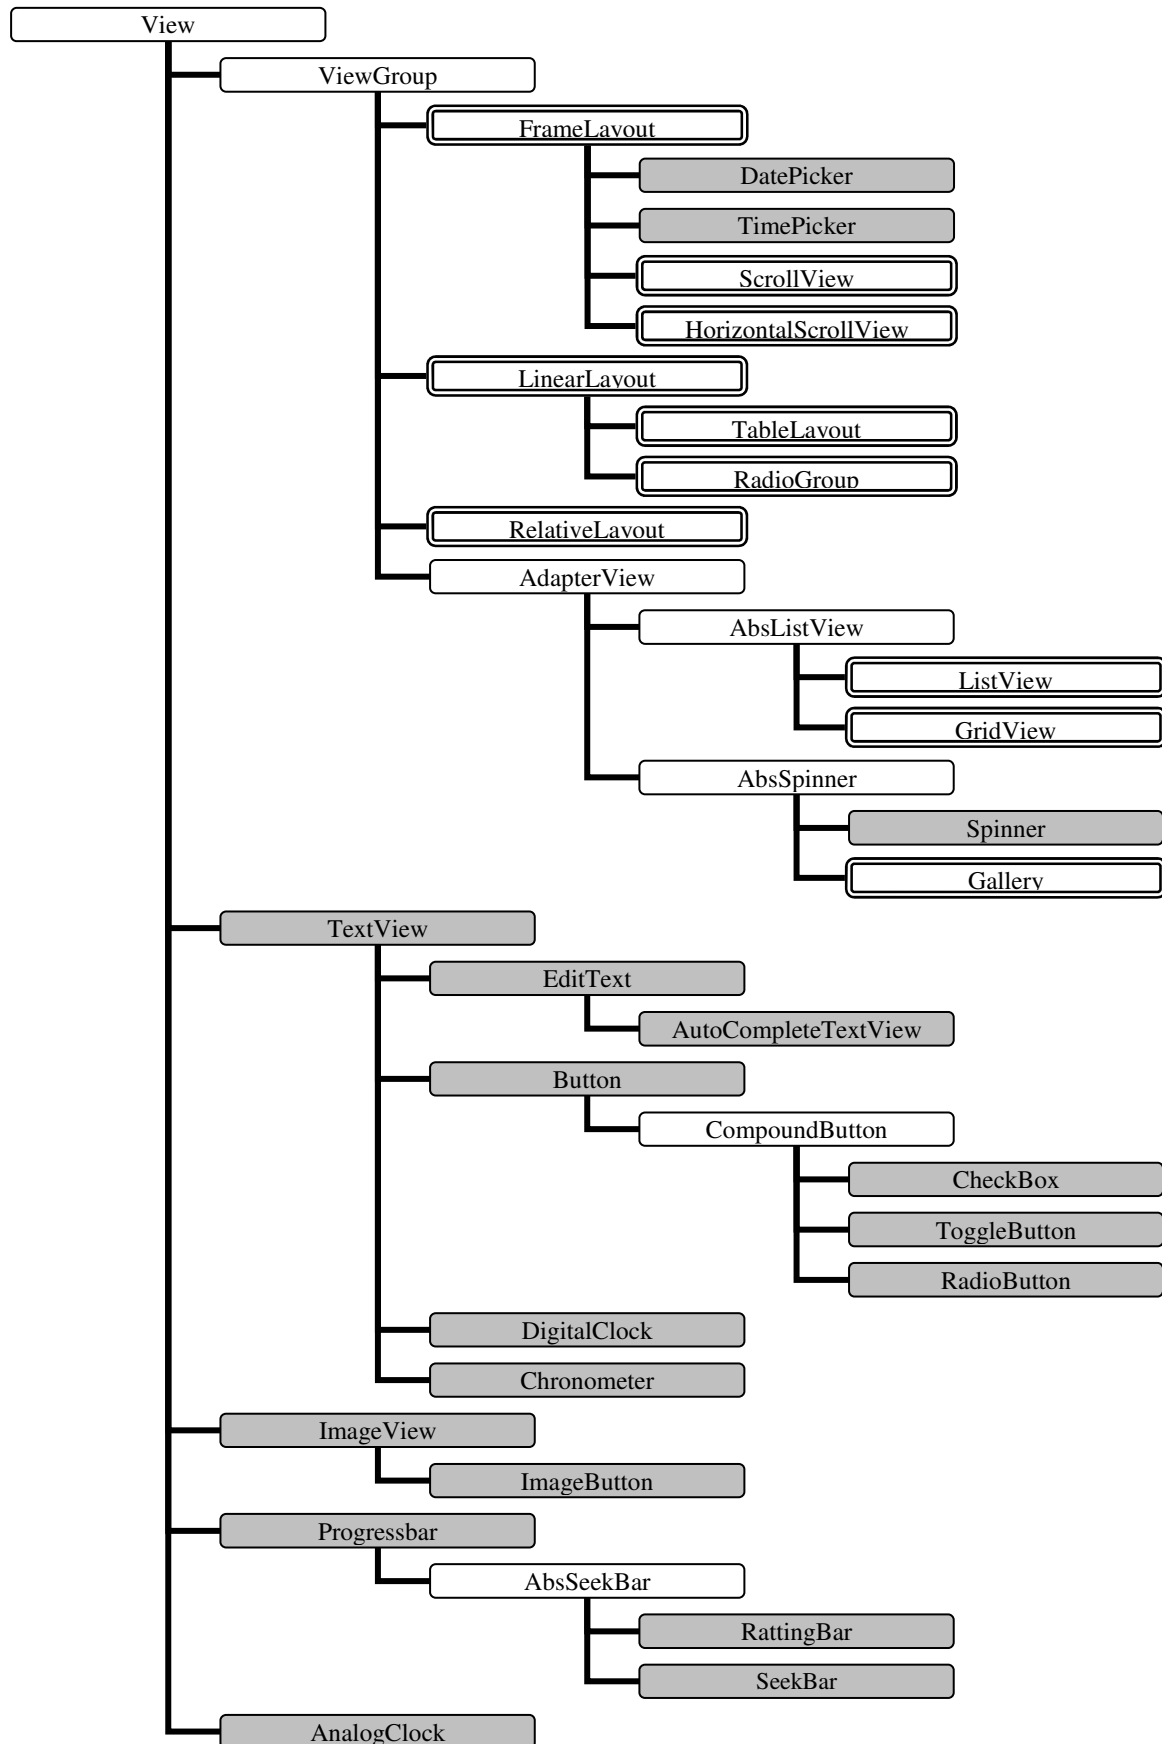 View
ViewGroup
FrameLayout
DatePicker
TimePicker
ScrollView
HorizontalScrollView
LinearLayout
TableLayout
RadioGroup
RelativeLayout
AdapterView
AbsListView
ListView
GridView
AbsSpinner
Spinner
Gallery
TextView
EditText
AutoCompleteTextView
Button
CompoundButton
CheckBox
ToggleButton
RadioButton
DigitalClock
Chronometer
ImageView
ImageButton
Progressbar
AbsSeekBar
RattingBar
SeekBar
AnalogClock